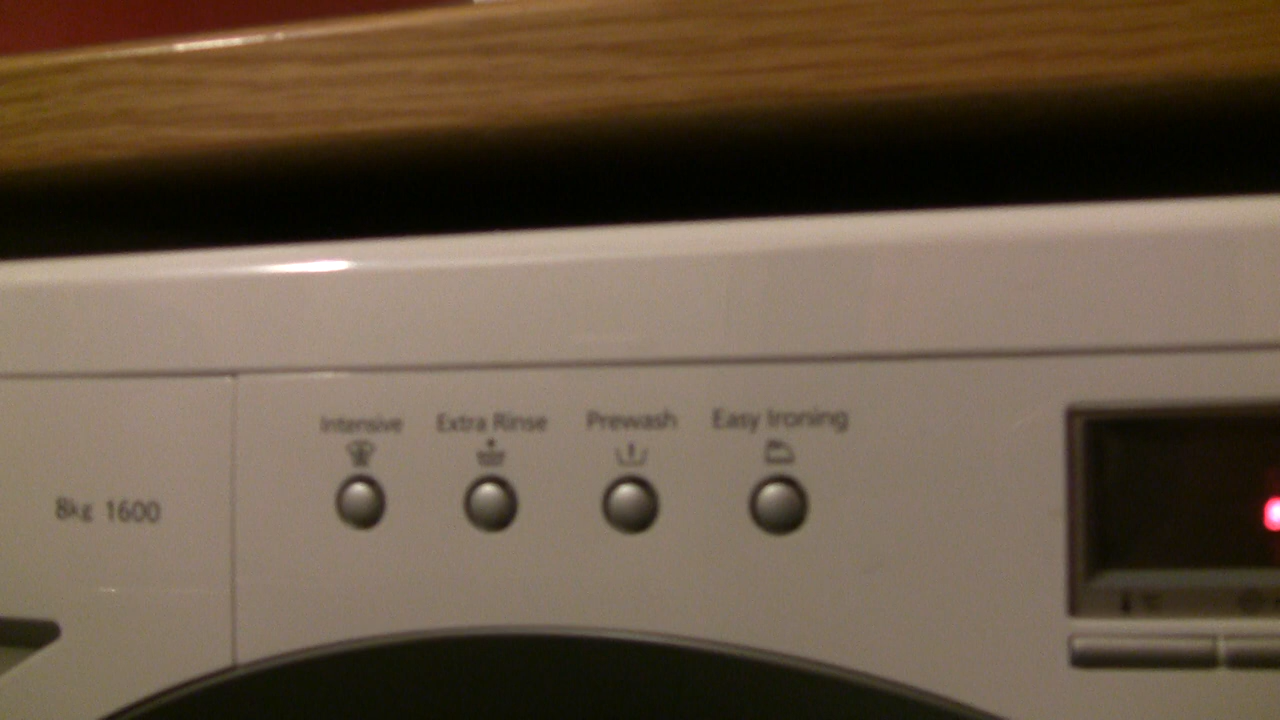 Intensive
Extra Rinse
Prewash
Easy Ironing
8kg 1600